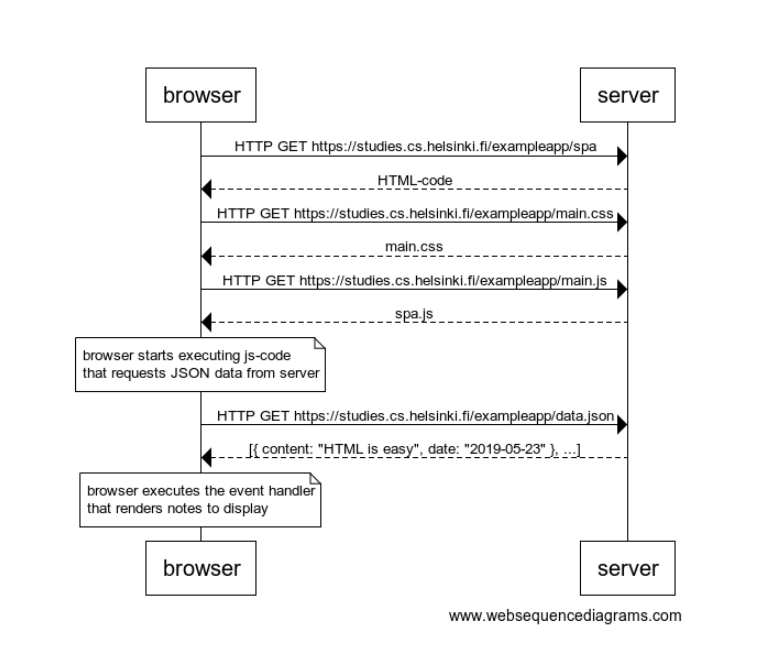 browser
server
HTTP GET https://studies.cs.helsinki.fi/exampleapp/spa
HTML-code
HTTP GET https://studies.cs.helsinki.fi/exampleapp/main.css
main.css
HTTP GET https://studies.cs.helsinki.fi/exampleapp/main.js
spa.js
browser starts executing js-code
that requests JSON data from server
HTTP GET https://studies.cs.helsinki.fi/exampleapp/data.json
[{ content: "HTML is easy", date: "2019-05-23" }, ...]
browser executes the event handler
that renders notes to display
browser
server
www.websequencediagrams.com